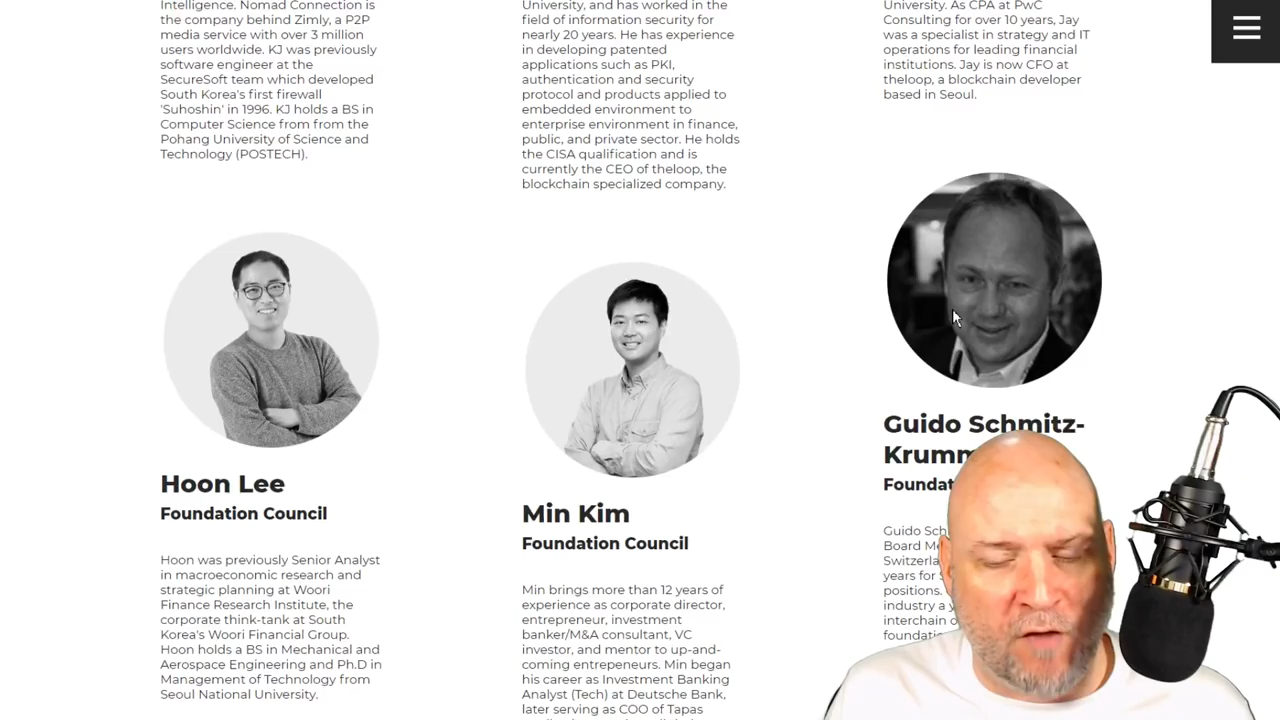 Intelligence. Nomad Connection is
the company behind Zimly, a P2P
media service with over 3 million
users worldwide. KJ was previously
software engineer at the
SecureSoft team which developed
South Korea's first firewall
'Suhoshin' in 1996. KJ holds a BS in
Computer Science from from the
Pohang University of Science and
Technology (POSTECH).
University, and has worked in the
field of information security for
nearly 20 years. He has experience
in developing patented
applications such as PKI,
authentication and security
protocol and products applied to
embedded environment to
enterprise environment in finance,
public, and private sector. He holds
the CISA qualification and is
currently the CEO of theloop, the
blockchain specialized company.
University. As CPA at PwC
Consulting for over 10 years, Jay
was a specialist in strategy and IT
operations for leading financial
institutions. Jay is now CFO at
theloop, a blockchain developer
based in Seoul.
Hoon Lee
Foundation Council
Hoon was previously Senior Analyst
in macroeconomic research and
strategic planning at Woori
Finance Research Institute, the
corporate think-tank at South
Korea's Woori Financial Group.
Hoon holds a BS in Mechanical and
Aerospace Engineering and Ph.D in
Management of Technology from
Seoul National University.
Min Kim
Foundation Council
Min brings more than 12 years of
experience as corporate director,
entrepreneur, investment
banker/M&A consultant, VC
investor, and mentor to up-and-
coming entrepeneurs. Min began
his career as Investment Banking
Analyst (Tech) at Deutsche Bank,
later serving as COO of Tapas
Guido Schmitz-
Krumm
Foundat
Guido Sch
Board Me
Switzerla
years for
positions.
industry a y
interchain o
foundatio